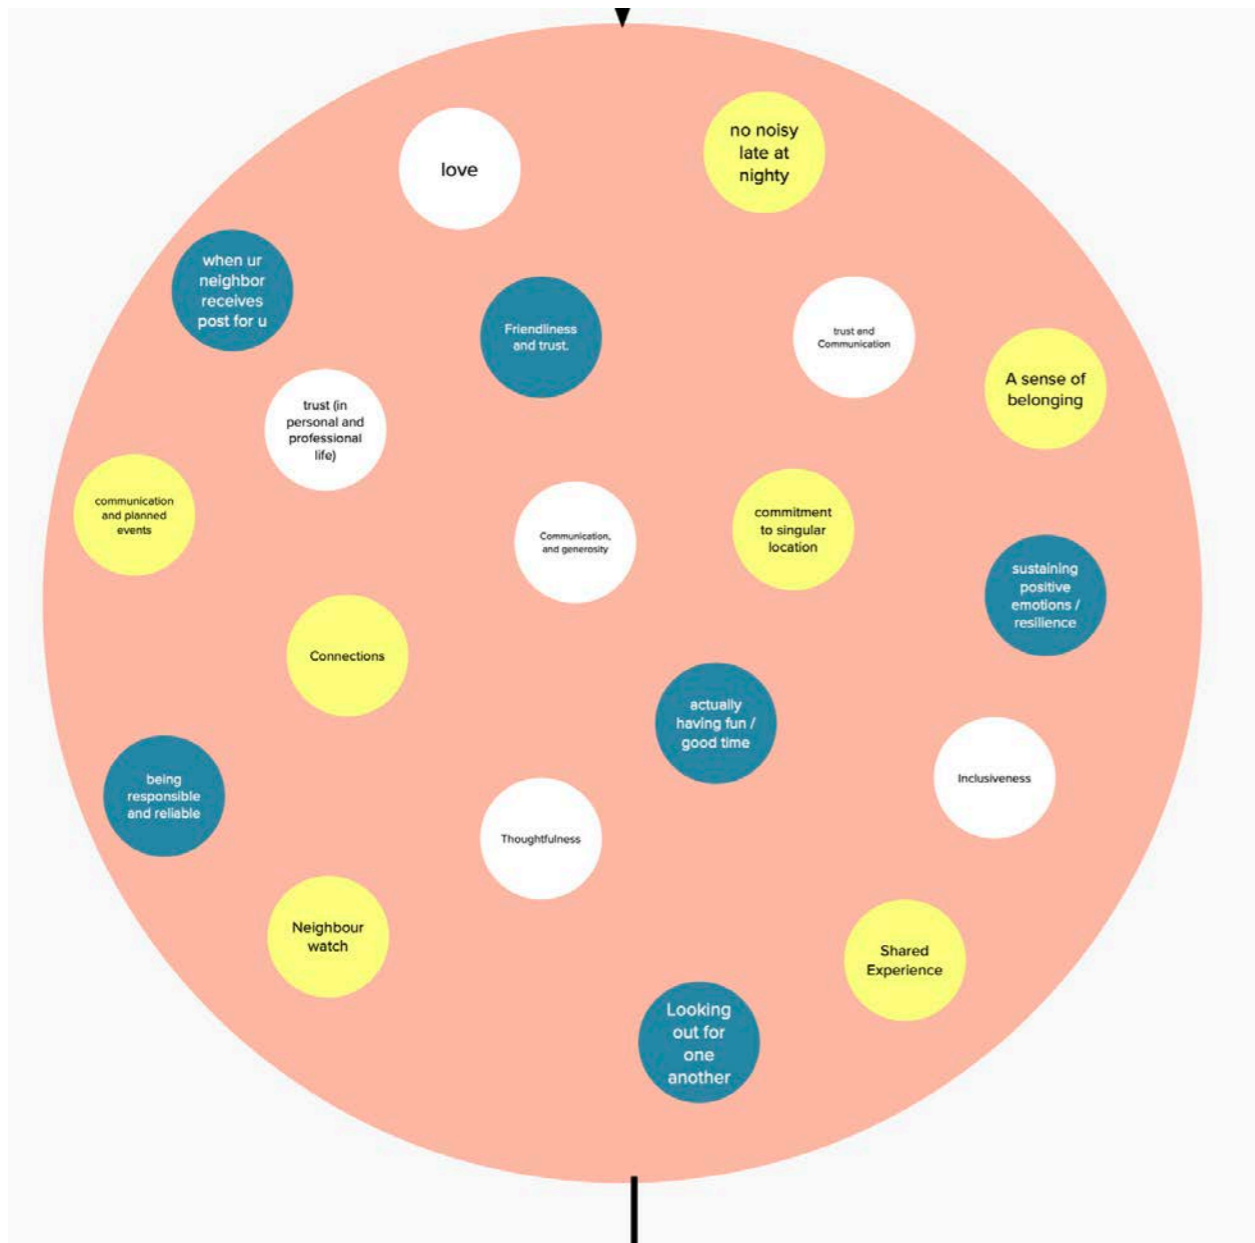 love
no noisy
late at
nighty
when ur
neighbor
receives
post for u
Friendliness
and trust.
trust and
Communication
A sense of
belonging
trust (in
personal and
professional
life)
communication
and planned
events
Communication,
and generosity
commitment
to singular
location
sustaining
positive
emotions /
resilience
Connections
actually
having fun /
good time
being
responsible
and reliable
Inclusiveness
Thoughtfulness
Neighbour
watch
Shared
Experience
Looking
out for
one
another